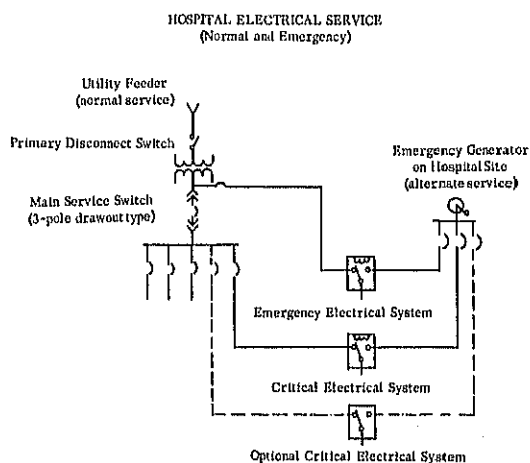 HOSPITAL ELECTRICAL SERVICE
(Normal and Emergency)
Utility Feeder
(normal service)
Primary Disconnect Switch
Emergency Generator
on Hospital Site
(alternate service)
Main Service Switch
(3-pole drawout type)
Emergency Electrical System
Critical Electrical System
Optional Critical Electrical System